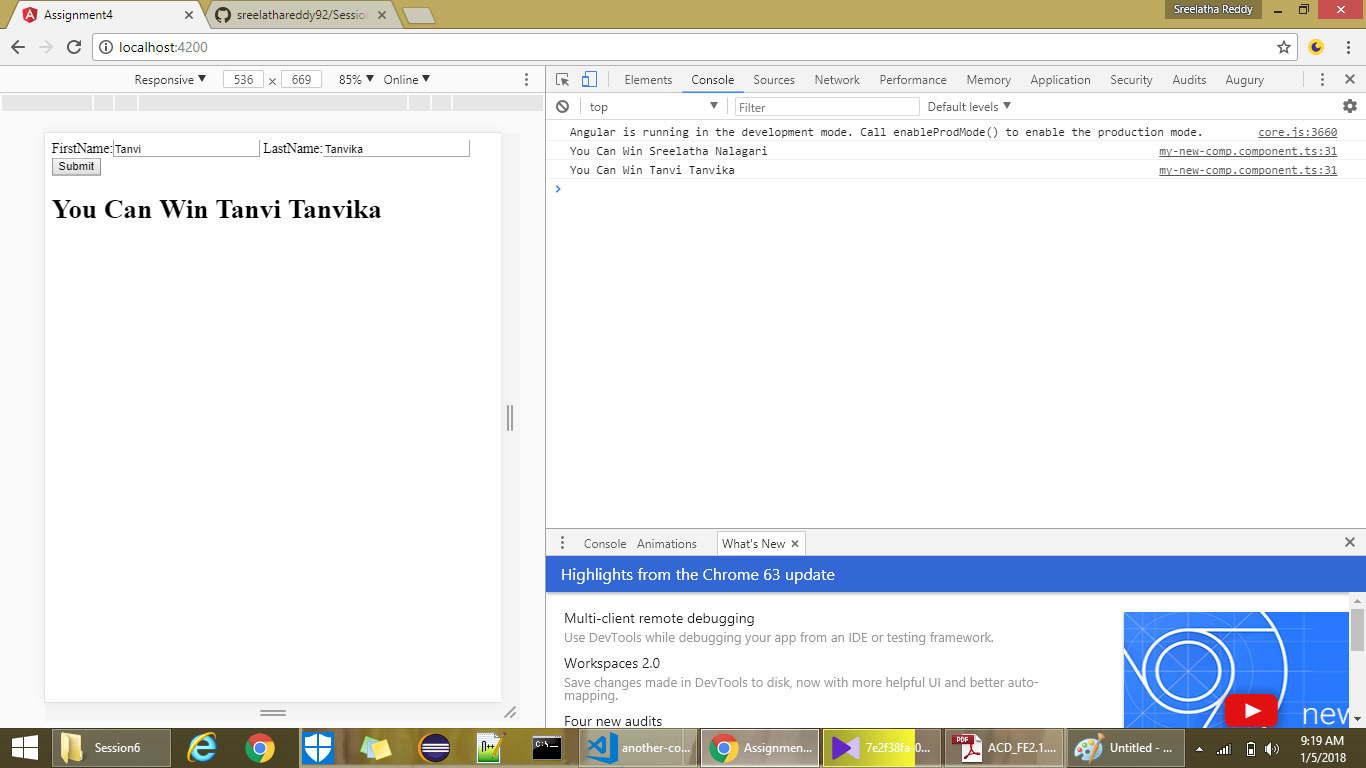 Assignment4
sreelathareddy92/Session
Sreelatha Reddy
localhost:4200
Responsive 536 × 669 85% Online
Elements Console Sources Network Performance Memory Application Security Audits Augury
top Filter Default levels
Angular is running in the development mode. Call enableProdMode() to enable the production mode. core.js:3660
You Can Win Sreelatha Nalagari my-new-comp.component.ts:31
You Can Win Tanvi Tanvika my-new-comp.component.ts:31
FirstName: Tanvi LastName: Tanvika
Submit
You Can Win Tanvi Tanvika
Console Animations What's New
Highlights from the Chrome 63 update
Multi-client remote debugging
Use DevTools while debugging your app from an IDE or testing framework.
Workspaces 2.0
Save changes made in DevTools to disk, now with more helpful UI and better auto-
mapping.
Four new audits
new
Session6
C:\
another-co...
Assignmen...
7e2f38fa-0...
PDF
ACD_FE2.1....
Untitled - ...
9:19 AM
1/5/2018